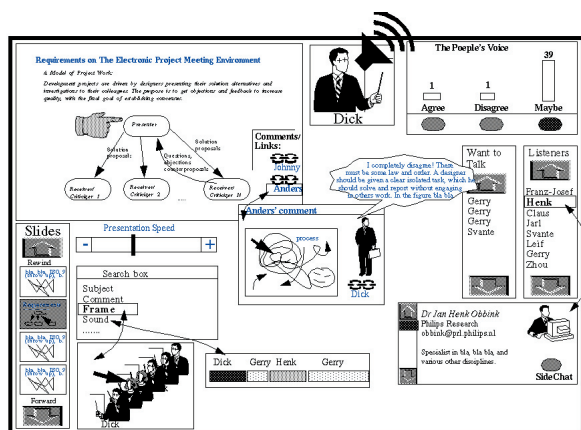 Requirements on The Electronic Project Meeting Environment
A Model of Project Work:
Development projects are driven by designers presenting their solution alternatives and
investigations to their colleagues. The purpose is to get objections and feedback to increase
quality, with the final goal of establishing consensus.
Presenter
Solution
proposals
Questions,
objections
counterproposals
Solution
proposals
Receiver/
Criticizer 1
Receiver/
Criticizer 2
....
Receiver/
Criticizer N
Comments/
Links:
Johnny
Anders
Dick
The Poeple's Voice
1
Agree
1
Disagree
39
Maybe
I completely disagree! There
must be some law and order. A designer
should be given a clear isolated task, which he
should solve and report without engaging
in others work. In the figure bla bla
Want to
Talk
Gerry
Gerry
Gerry
Svante
Listeners
Franz-Josef
Henk
Claus
Jarl
Svante
Leif
Gerry
Zhou
Anders' comment
process
Dick
Slides
Rewind
Forward
Presentation Speed
-
+
Search box
Subject
Comment
Frame
Sound
.......
Dick
Dick
Gerry
Henk
Gerry
Dr Jan Henk Obbink
Philips Research
obbink@prl.philips.nl
Specialist in bla, bla bla, and
various other disciplines.
SideChat